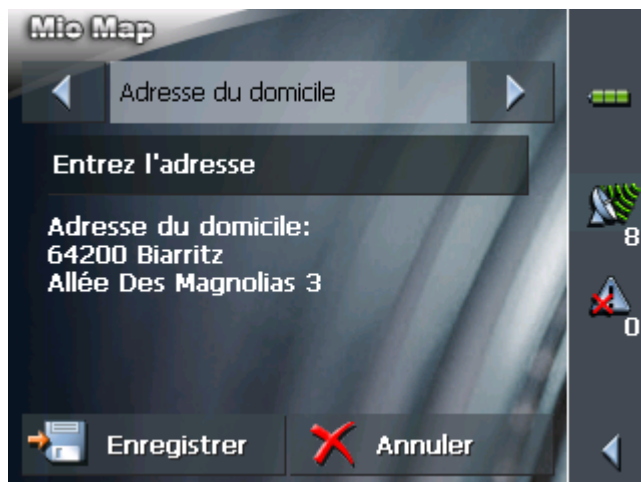 Mio Map
Adresse du domicile
Entrez l'adresse
Adresse du domicile:
64200 Biarritz
Allée Des Magnolias 3
8
0
Enregistrer
Annuler